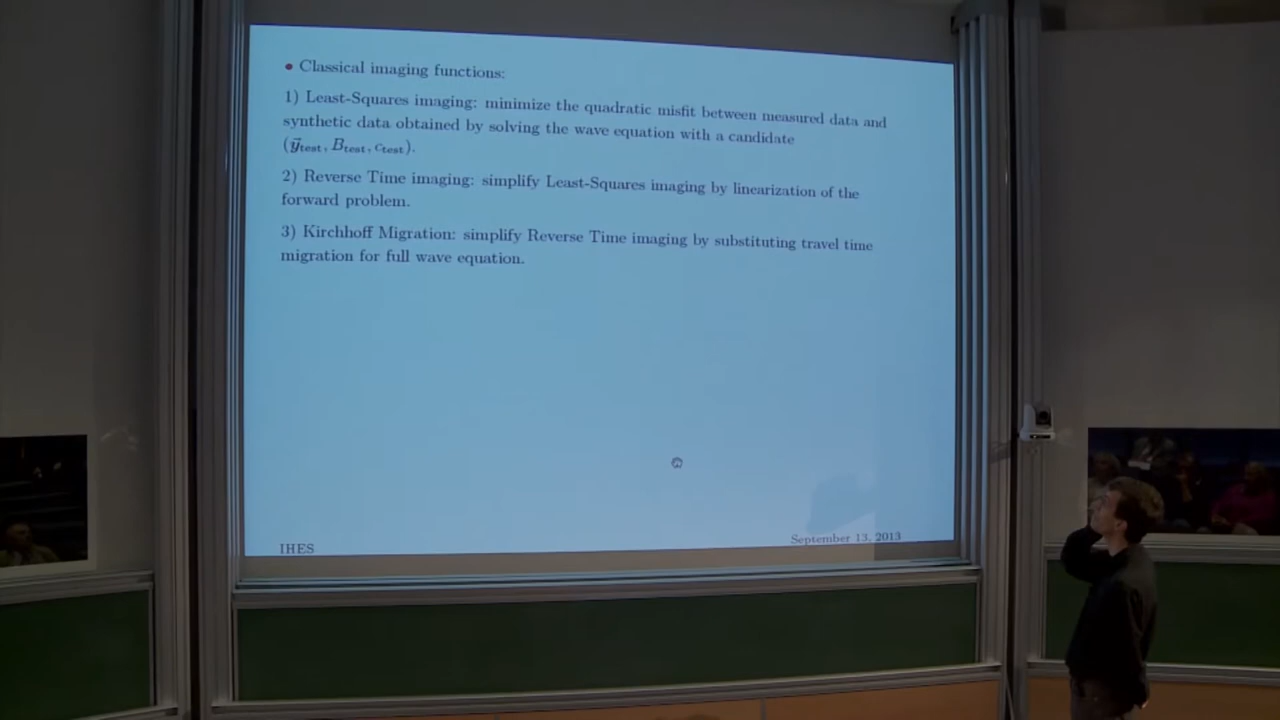 • Classical imaging functions:
1) Least-Squares imaging: minimize the quadratic misfit between measured data and
synthetic data obtained by solving the wave equation with a candidate
(y⃗test, Btest, ctest).
2) Reverse Time imaging: simplify Least-Squares imaging by linearization of the
forward problem.
3) Kirchhoff Migration: simplify Reverse Time imaging by substituting travel time
migration for full wave equation.
IHES
September 13, 2013